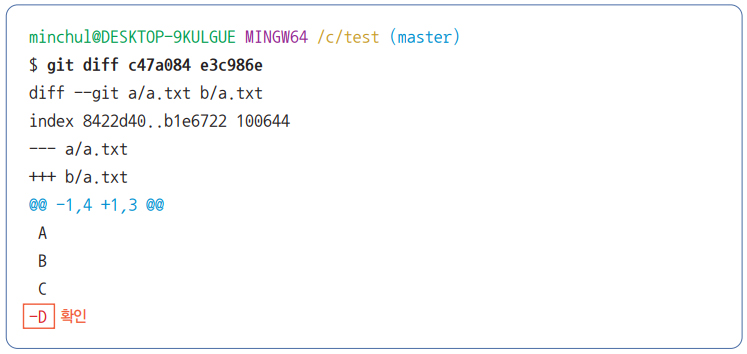 minchul@DESKTOP-9KULGUE MINGW64 /c/test (master)
$ git diff c47a084 e3c986e
diff --git a/a.txt b/a.txt
index 8422d40..b1e6722 100644
--- a/a.txt
+++ b/a.txt
@@ -1,4 +1,3 @@
 A
 B
 C
-D 확인